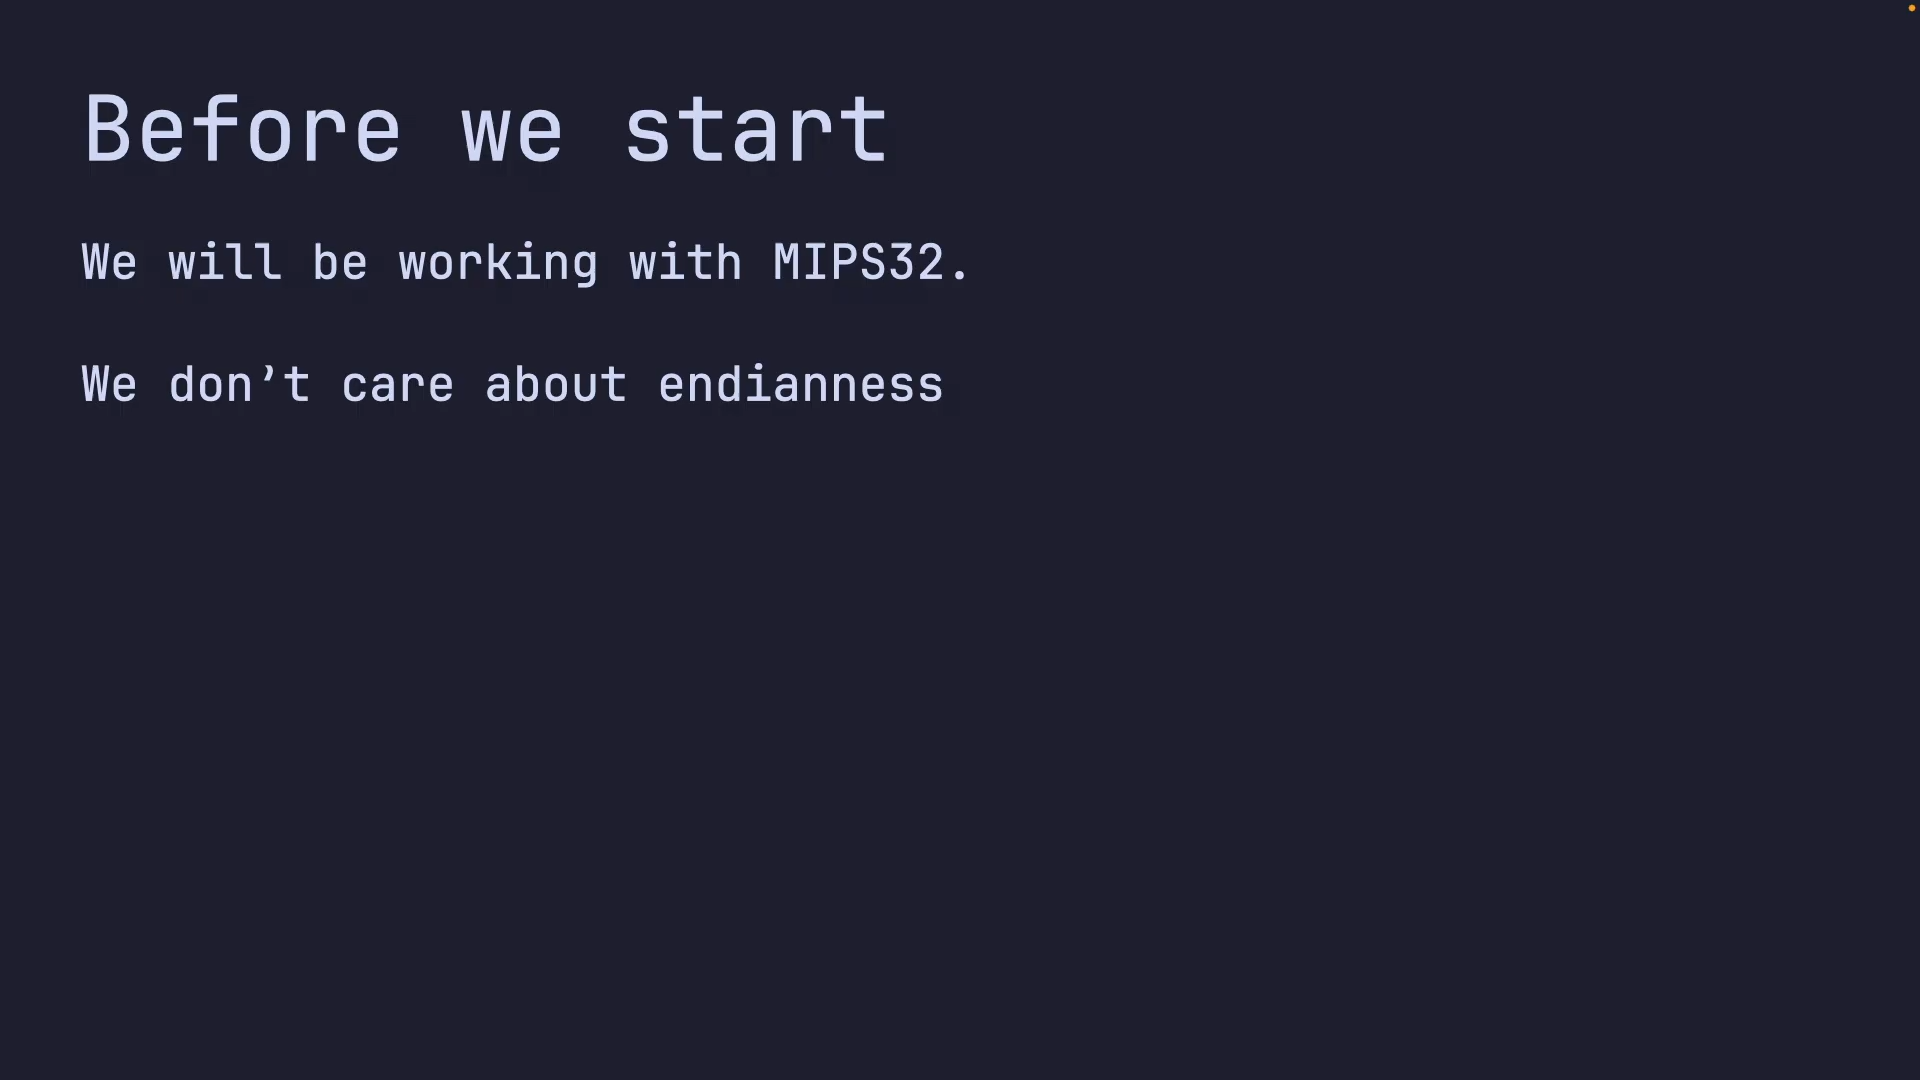 Before we start
We will be working with MIPS32.
We don’t care about endianness